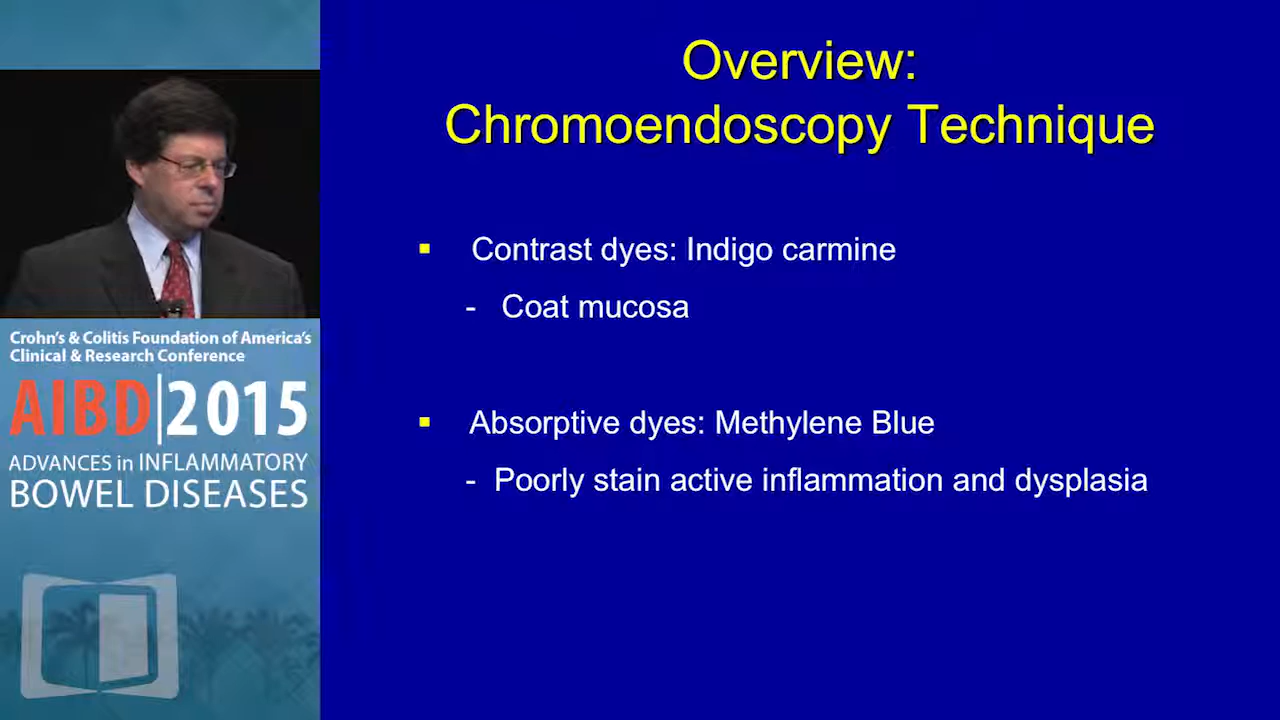 Overview:
Chromoendoscopy Technique
▪ Contrast dyes: Indigo carmine
- Coat mucosa
▪ Absorptive dyes: Methylene Blue
- Poorly stain active inflammation and dysplasia
Crohn's & Colitis Foundation of America's
Clinical & Research Conference
AIBD|2015
ADVANCES in INFLAMMATORY
BOWEL DISEASES